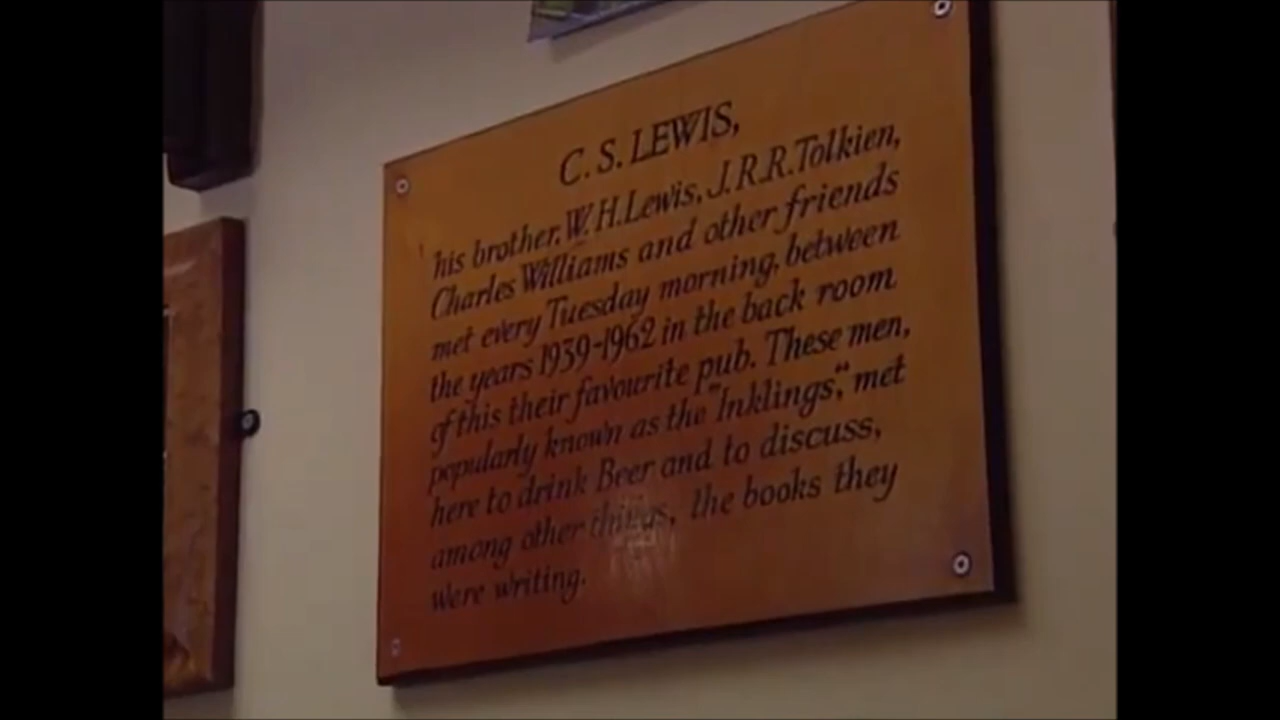 C. S. LEWIS,
his brother, W. H. Lewis, J. R. R. Tolkien,
Charles Williams and other friends
met every Tuesday morning, between
the years 1939-1962 in the back room
of this their favourite pub. These men,
popularly known as the "Inklings", met
here to drink Beer and to discuss,
among other things, the books they
were writing.